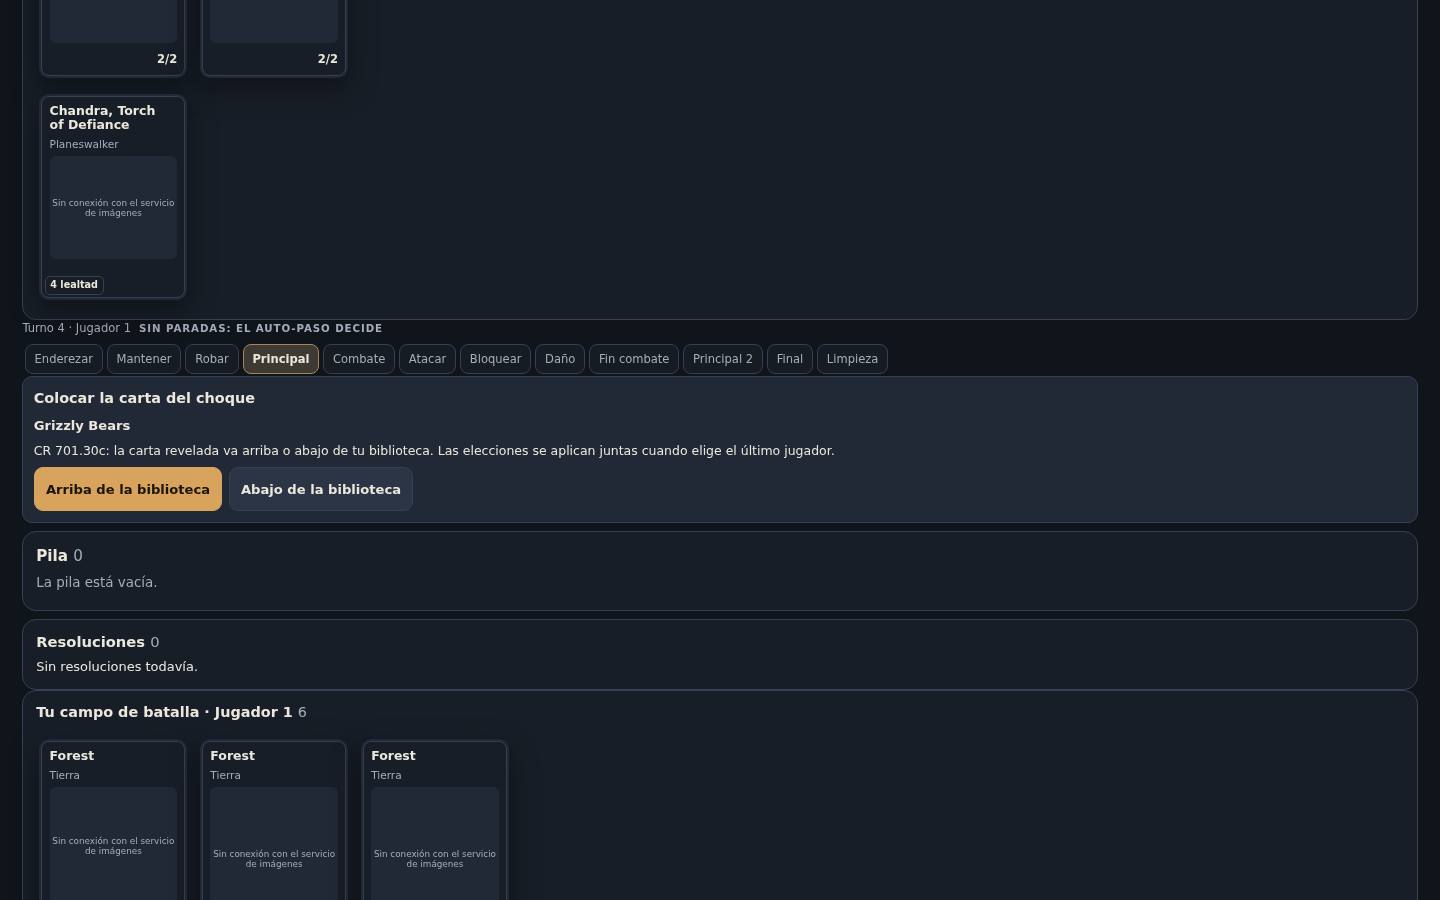 2/2
2/2
Chandra, Torch
of Defiance
Planeswalker
Sin conexión con el servicio
de imágenes
4 lealtad
Turno 4 · Jugador 1 SIN PARADAS: EL AUTO-PASO DECIDE
Enderezar Mantener Robar Principal Combate Atacar Bloquear Daño Fin combate Principal 2 Final Limpieza
Colocar la carta del choque
Grizzly Bears
CR 701.30c: la carta revelada va arriba o abajo de tu biblioteca. Las elecciones se aplican juntas cuando elige el último jugador.
Arriba de la biblioteca Abajo de la biblioteca
Pila 0
La pila está vacía.
Resoluciones 0
Sin resoluciones todavía.
Tu campo de batalla · Jugador 1 6
Forest
Tierra
Sin conexión con el servicio
de imágenes
Forest
Tierra
Sin conexión con el servicio
de imágenes
Forest
Tierra
Sin conexión con el servicio
de imágenes